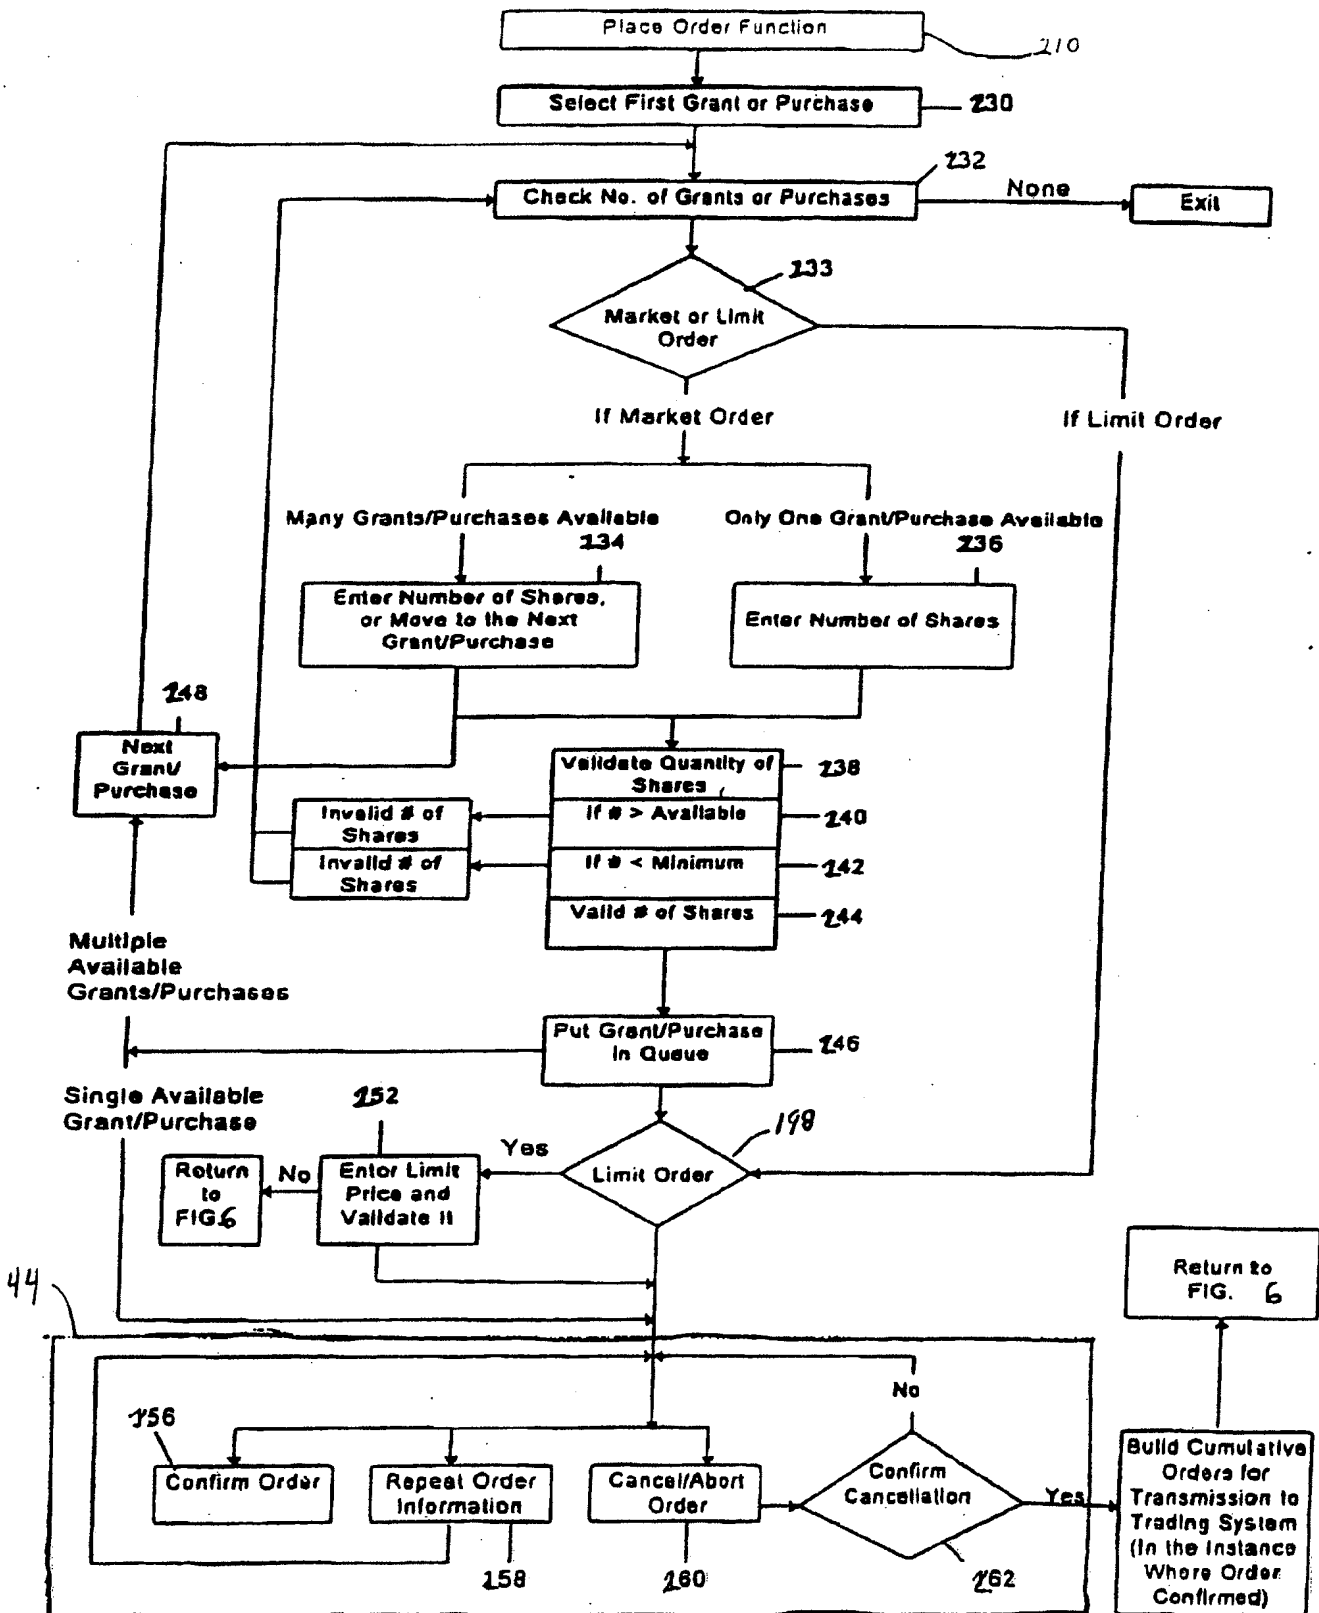 Place Order Function
210
Select First Grant or Purchase
230
232
Check No. of Grants or Purchases
None
Exit
233
Market or Limit
Order
If Market Order
If Limit Order
Many Grants/Purchases Available
234
Only One Grant/Purchase Available
236
Enter Number of Shares,
or Move to the Next
Grant/Purchase
Enter Number of Shares
248
Next
Grant/
Purchase
Validate Quantity of
Shares
238
Invalid # of
Shares
If # > Available
240
Invalid # of
Shares
If # < Minimum
242
Valid # of Shares
244
Multiple
Available
Grants/Purchases
Put Grant/Purchase
in Queue
246
Single Available
Grant/Purchase
252
198
Yes
Limit Order
Return
to
FIG.6
No
Enter Limit
Price and
Validate It
Return to
FIG. 6
44
No
256
Confirm Order
Repeat Order
Information
Cancel/Abort
Order
Confirm
Cancellation
Yes
Build Cumulative
Orders for
Transmission to
Trading System
(In the Instance
Where Order
Confirmed)
258
260
262